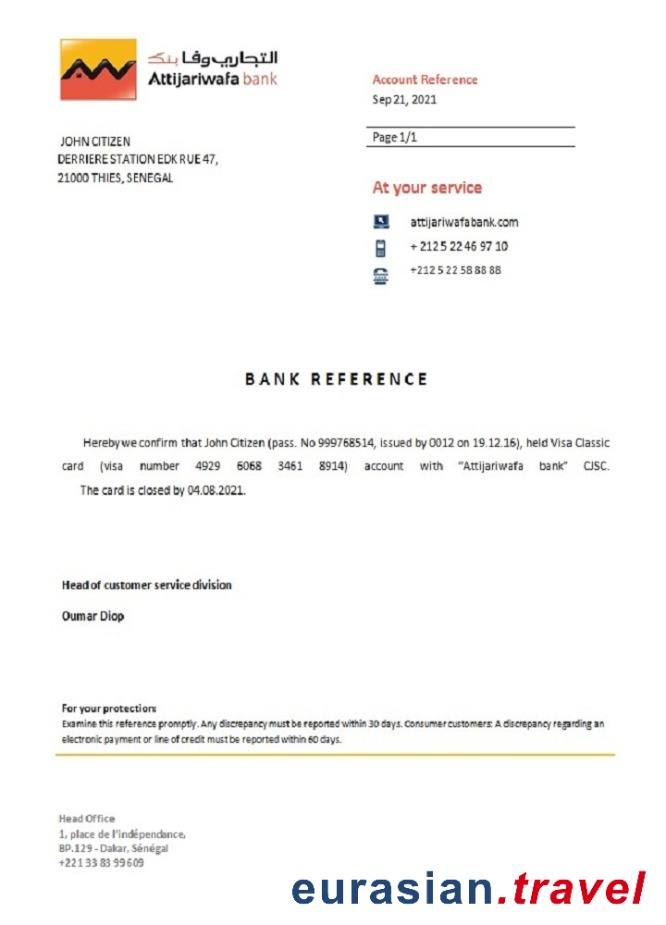 التجاري وفا بنك
Attijariwafa bank
Account Reference
Sep 21, 2021
Page 1/1
JOHN CITIZEN
DERRIERE STATION EDK RUE 47,
21000 THIES, SENEGAL
At your service
attijariwafabank.com
+ 212 5 22 46 97 10
+212 5 22 58 88 88
BANK REFERENCE
Hereby we confirm that John Citizen (pass. No 999768514, issued by 0012 on 19.12.16), held Visa Classic
card (visa number 4929 6068 3461 8914) account with "Attijariwafa bank" CJSC.
The card is closed by 04.08.2021.
Head of customer service division
Oumar Diop
For your protection:
Examine this reference promptly. Any discrepancy must be reported within 30 days. Consumer customers: A discrepancy regarding an
electronic payment or line of credit must be reported within 60 days.
Head Office
1, place de l'indépendance,
BP.129 - Dakar, Sénégal
+221 33 83 99 609
eurasian.travel